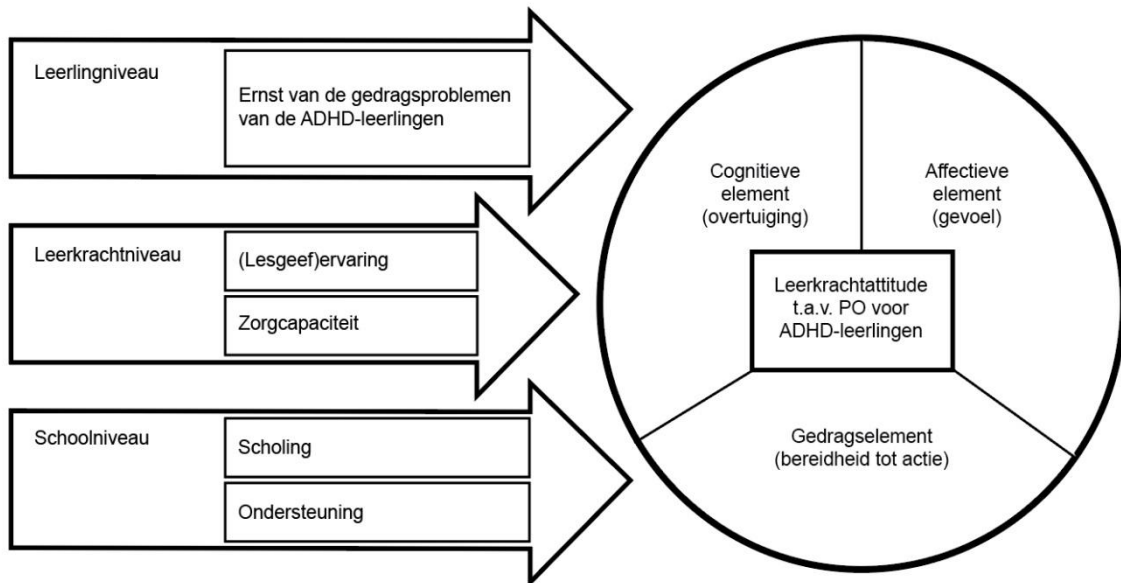 Leerlingniveau
Ernst van de gedragsproblemen
van de ADHD-leerlingen
Leerkrachtniveau
(Lesgeef)ervaring
Zorgcapaciteit
Schoolniveau
Scholing
Ondersteuning
Cognitieve
element
(overtuiging)
Affectieve
element
(gevoel)
Leerkrachtattitude
t.a.v. PO voor
ADHD-leerlingen
Gedragselement
(bereidheid tot actie)